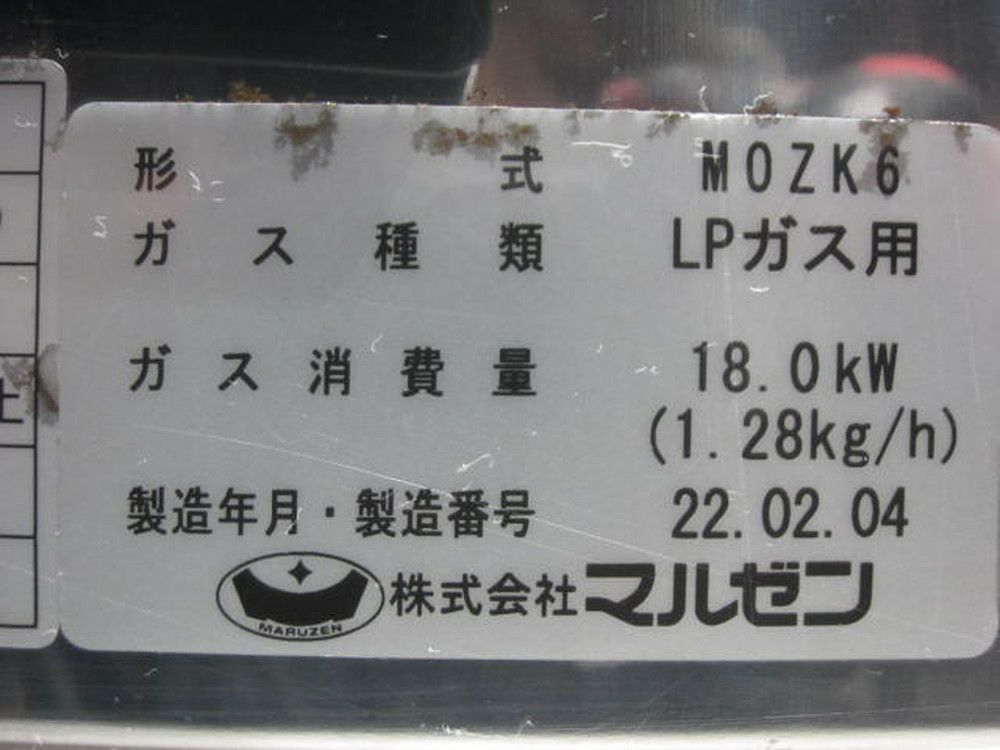 形式 MOZK6
ガス種類 LPガス用
ガス消費量 18.0kW
(1.28kg/h)
製造年月・製造番号 22.02.04
MARUZEN 株式会社マルゼン
上